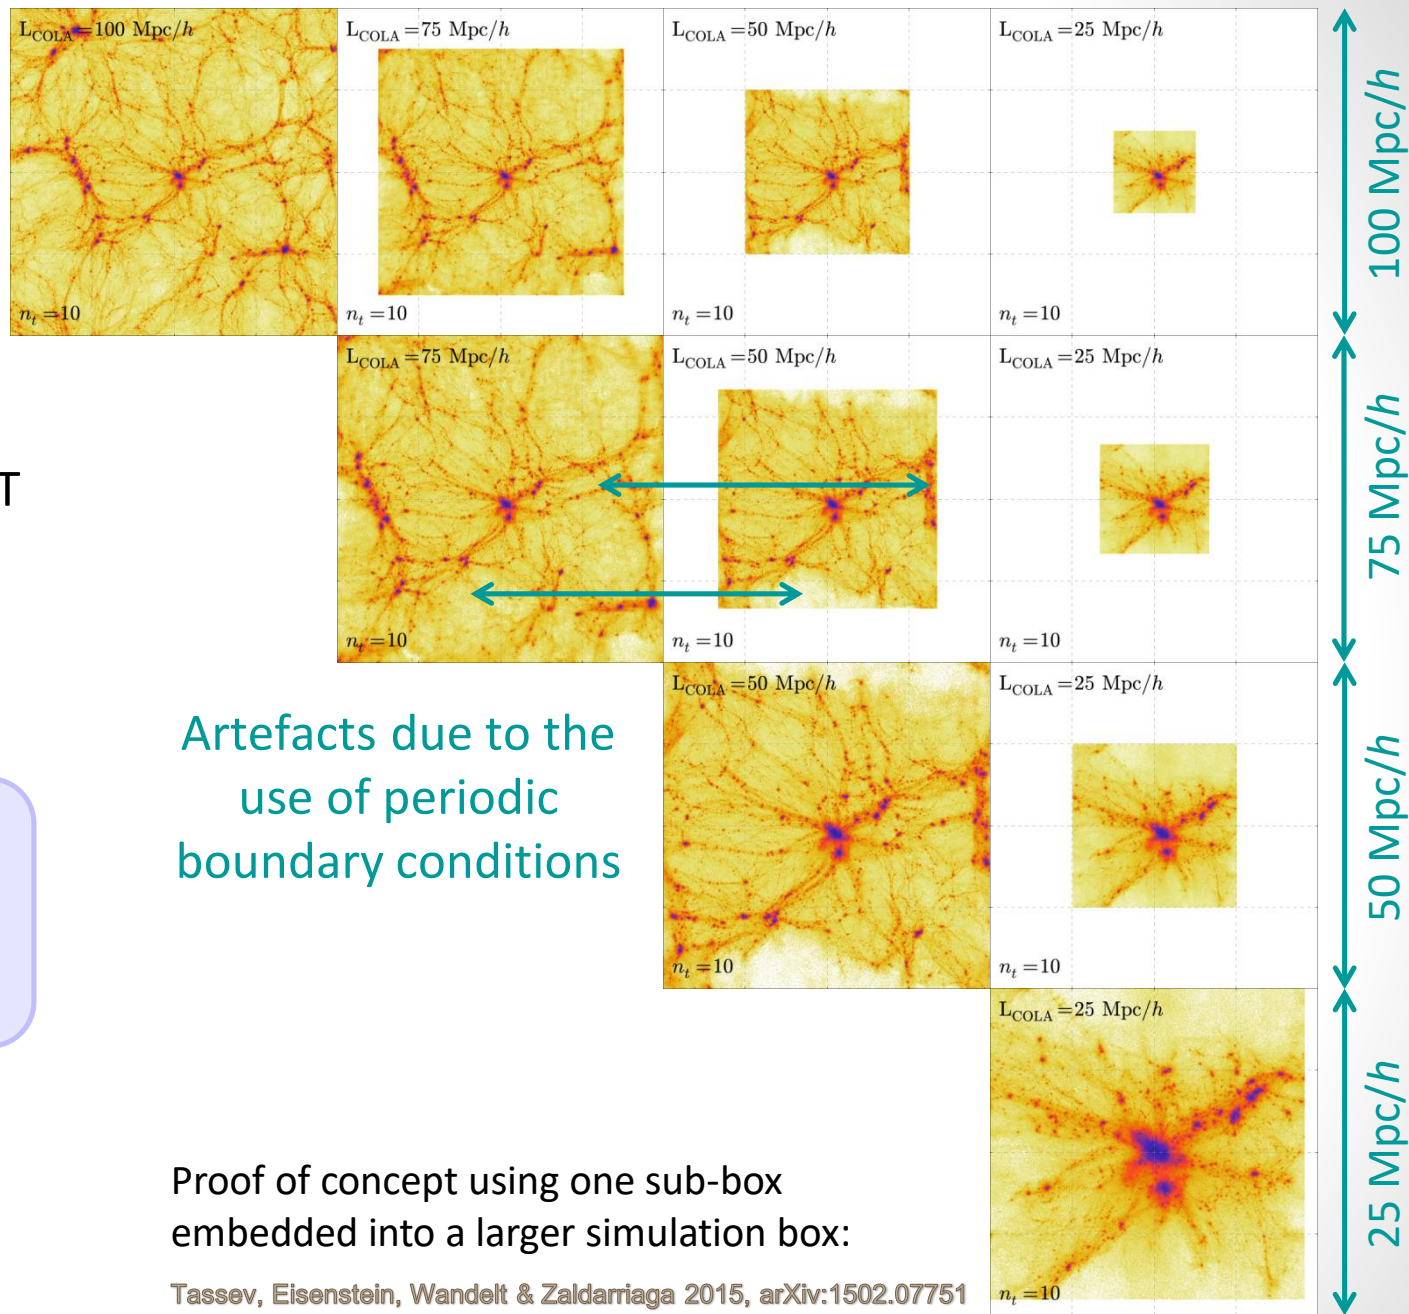 L_COLA =100 Mpc/h
L_COLA =75 Mpc/h
L_COLA =50 Mpc/h
L_COLA =25 Mpc/h
n_t =10
n_t =10
n_t =10
n_t =10
100 Mpc/h
L_COLA =75 Mpc/h
L_COLA =50 Mpc/h
L_COLA =25 Mpc/h
T
n_t =10
n_t =10
n_t =10
75 Mpc/h
L_COLA =50 Mpc/h
L_COLA =25 Mpc/h
Artefacts due to the
use of periodic
boundary conditions
n_t =10
n_t =10
50 Mpc/h
L_COLA =25 Mpc/h
Proof of concept using one sub-box
embedded into a larger simulation box:
Tassev, Eisenstein, Wandelt & Zaldarriaga 2015, arXiv:1502.07751
n_t =10
25 Mpc/h